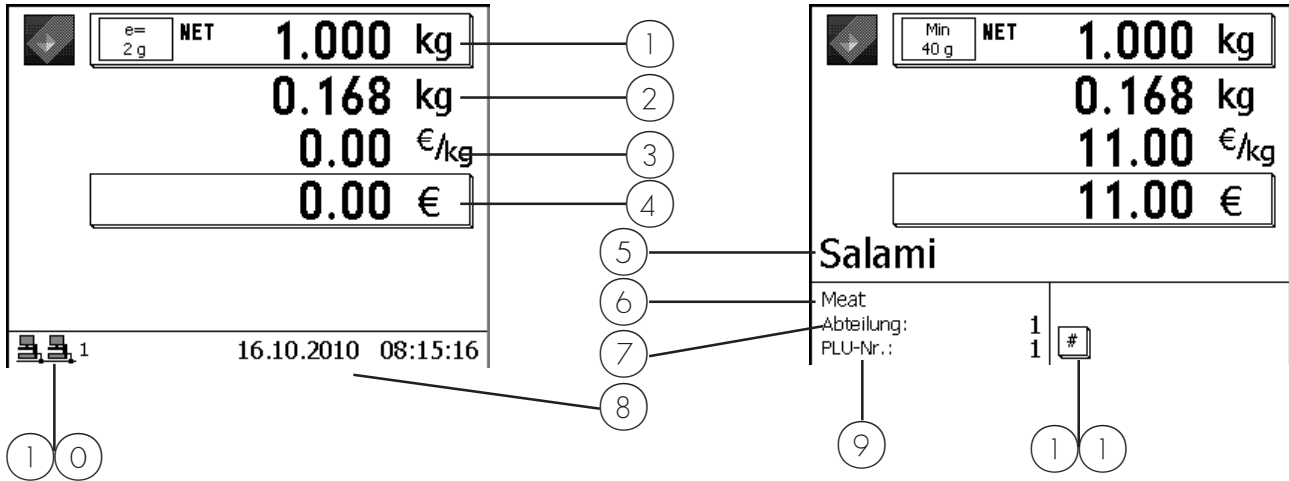 e=
2 g
NET
1.000 kg
0.168 kg
0.00 €/kg
0.00 €
1
16.10.2010 08:15:16
1
2
3
4
5
6
7
8
1 0
Min
40 g
NET
1.000 kg
0.168 kg
11.00 €/kg
11.00 €
Salami
Meat
Abteilung: 1
PLU-Nr.: 1
#
9
1 1